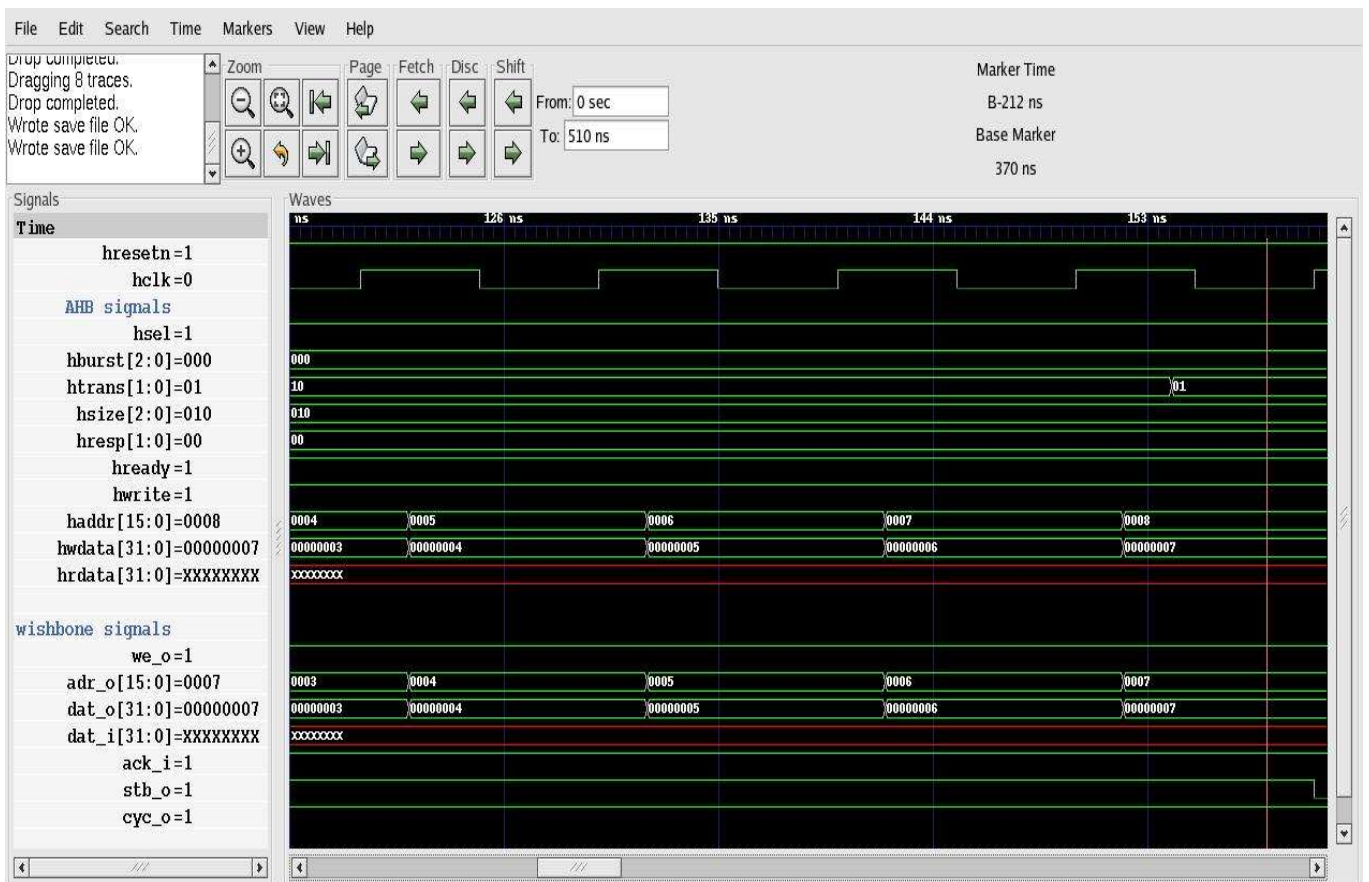 File Edit Search Time Markers View Help
Drop completed.
Dragging 8 traces.
Drop completed.
Wrote save file OK.
Wrote save file OK.
Zoom
Page
Fetch
Disc
Shift
From: 0 sec
To: 510 ns
Marker Time
B-212 ns
Base Marker
370 ns
Signals
Waves
Time
ns 126 ns 135 ns 144 ns 153 ns
hresetn=1
hclk=0
AHB signals
hsel=1
hburst[2:0]=000 000
htrans[1:0]=01 10 01
hsize[2:0]=010 010
hresp[1:0]=00 00
hready=1
hwrite=1
haddr[15:0]=0008 0004 0005 0006 0007 0008
hwdata[31:0]=00000007 00000003 00000004 00000005 00000006 00000007
hrdata[31:0]=XXXXXXXX XXXXXXXX
wishbone signals
we_o=1
adr_o[15:0]=0007 0003 0004 0005 0006 0007
dat_o[31:0]=00000007 00000003 00000004 00000005 00000006 00000007
dat_i[31:0]=XXXXXXXX XXXXXXXX
ack_i=1
stb_o=1
cyc_o=1